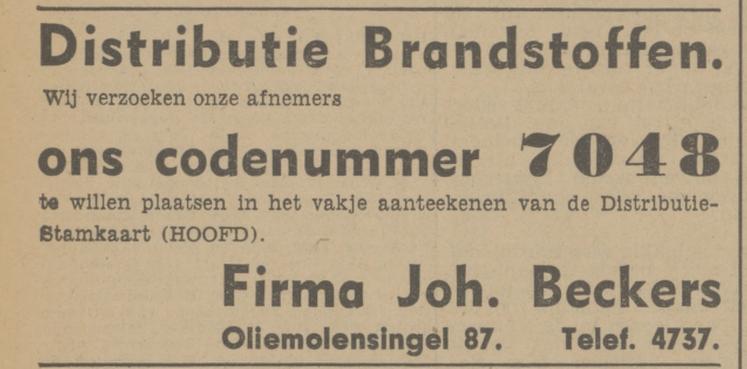 Distributie Brandstoffen.
Wij verzoeken onze afnemers
ons codenummer 7048
te willen plaatsen in het vakje aanteekenen van de Distributie-
Stamkaart (HOOFD).
Firma Joh. Beckers
Oliemolensingel 87. Telef. 4737.